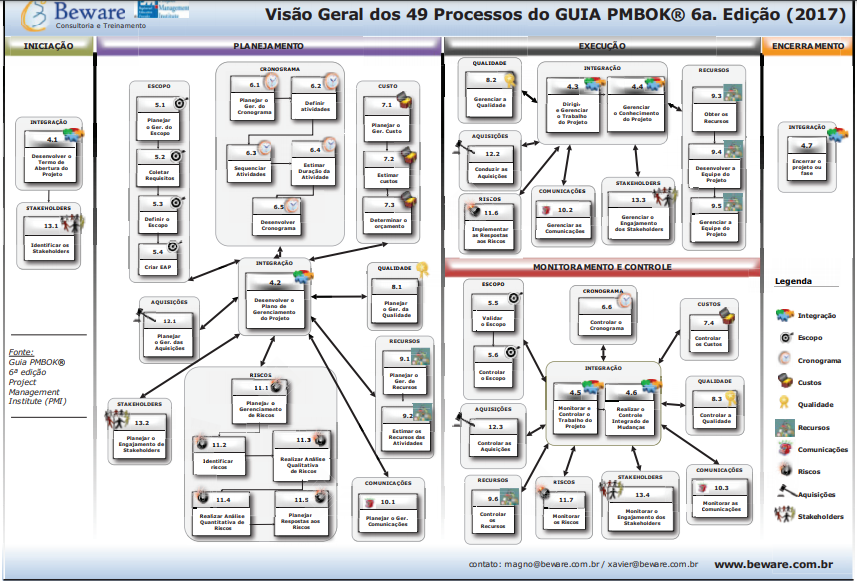 Beware
Consultoria e Treinamento
Management
Institute
Visão Geral dos 49 Processos do GUIA PMBOK® 6a. Edição (2017)
INICIAÇÃO
PLANEJAMENTO
EXECUÇÃO
ENCERRAMENTO
INTEGRAÇÃO
4.1
Desenvolver o
Termo de
Abertura do
Projeto
STAKEHOLDERS
13.1
Identificar os
Stakeholders
Fonte:
Guia PMBOK®
6ª edição
Project
Management
Institute (PMI)
ESCOPO
5.1
Planejar
o Ger. do
Escopo
5.2
Coletar
Requisitos
5.3
Definir o
Escopo
5.4
Criar EAP
CRONOGRAMA
6.1
Planejar o
Ger. do
Cronograma
6.2
Definir
atividades
6.3
Sequenciar
Atividades
6.4
Estimar
Duração da
Atividade
6.5
Desenvolver
Cronograma
CUSTO
7.1
Planejar o
Ger. Custo
7.2
Estimar
custos
7.3
Determinar o
orçamento
INTEGRAÇÃO
4.2
Desenvolver o
Plano de
Gerenciamento
do Projeto
QUALIDADE
8.1
Planejar
o Ger. da
Qualidade
AQUISIÇÕES
12.1
Planejar
o Ger. das
Aquisições
RECURSOS
9.1
Planejar o
Ger. de
Recursos
9.2
Estimar os
Recursos das
Atividades
STAKEHOLDERS
13.2
Planejar o
Engajamento de
Stakeholders
RISCOS
11.1
Planejar o
Gerenciamento
de Riscos
11.2
Identificar
riscos
11.3
Realizar Análise
Qualitativa
de Riscos
11.4
Realizar Análise
Quantitativa de
Riscos
11.5
Planejar
Respostas aos
Riscos
COMUNICAÇÕES
10.1
Planejar o Ger.
Comunicações
QUALIDADE
8.2
Gerenciar a
Qualidade
INTEGRAÇÃO
4.3
Dirigir
e Gerenciar
o Trabalho
do Projeto
4.4
Gerenciar
o Conhecimento
do Projeto
RECURSOS
9.3
Obter os
Recursos
9.4
Desenvolver a
Equipe do
Projeto
9.5
Gerenciar a
Equipe do
Projeto
AQUISIÇÕES
12.2
Conduzir as
Aquisições
RISCOS
11.6
Implementar
as Respostas
aos Riscos
COMUNICAÇÕES
10.2
Gerenciar as
Comunicações
STAKEHOLDERS
13.3
Gerenciar o
Engajamento
dos Stakeholders
INTEGRAÇÃO
4.7
Encerrar o
projeto ou
fase
MONITORAMENTO E CONTROLE
ESCOPO
5.5
Validar
o Escopo
5.6
Controlar
o Escopo
CRONOGRAMA
6.6
Controlar o
Cronograma
CUSTOS
7.4
Controlar
os Custos
INTEGRAÇÃO
4.5
Monitorar e
Controlar o
Trabalho do
Projeto
4.6
Realizar o
Controle
Integrado de
Mudanças
QUALIDADE
8.3
Controlar a
Qualidade
AQUISIÇÕES
12.3
Controlar as
Aquisições
RECURSOS
9.6
Controlar
os
Recursos
RISCOS
11.7
Monitorar
os Riscos
STAKEHOLDERS
13.4
Monitorar o
Engajamento dos
Stakeholders
COMUNICAÇÕES
10.3
Monitorar as
Comunicações
Legenda
Integração
Escopo
Cronograma
Custos
Qualidade
Recursos
Comunicações
Riscos
Aquisições
Stakeholders
contato: magno@beware.com.br / xavier@beware.com.br
www.beware.com.br